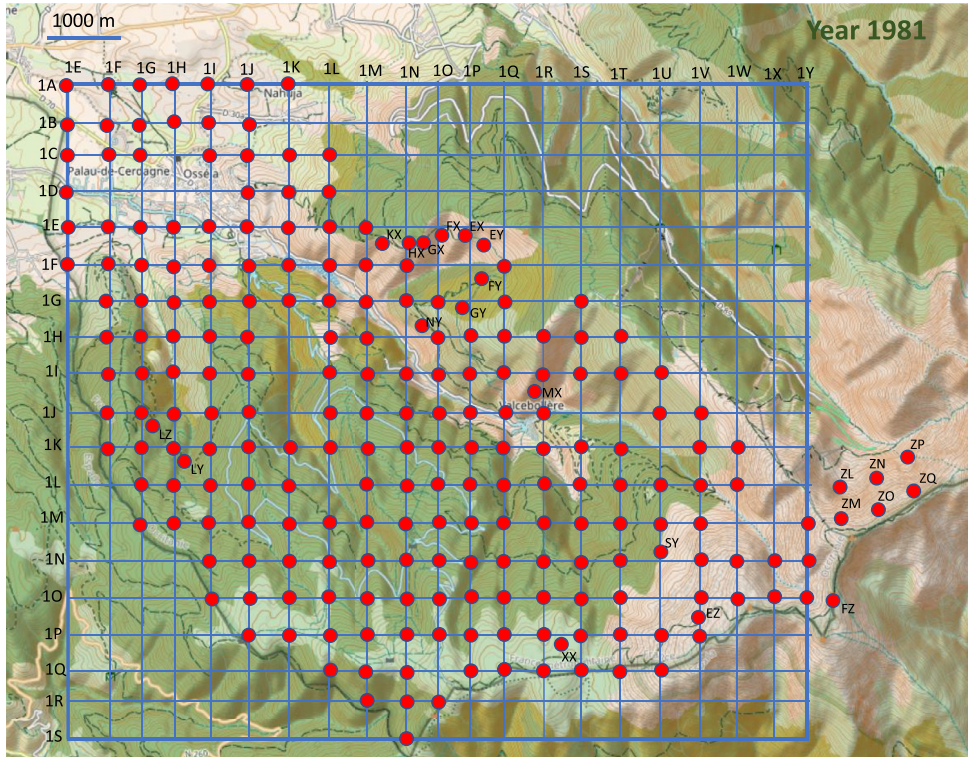 1000 m
Year 1981
1E 1F 1G 1H 1I 1J 1K 1L 1M 1N 1O 1P 1Q 1R 1S 1T 1U 1V 1W 1X 1Y
1A
Nahuja
1B
1C
Palau-de-Cerdagne Osséja
1D
1E
KX HX GX FX EX EY
1F
FY
1G
GY
NY
1H
1I
MX
Valcebollère
1J
LZ
1K
ZP
LY
ZL ZN ZQ
1L
ZM ZO
1M
SY
1N
1O
FZ
EZ
1P
XX
1Q
1R
1S
N-260